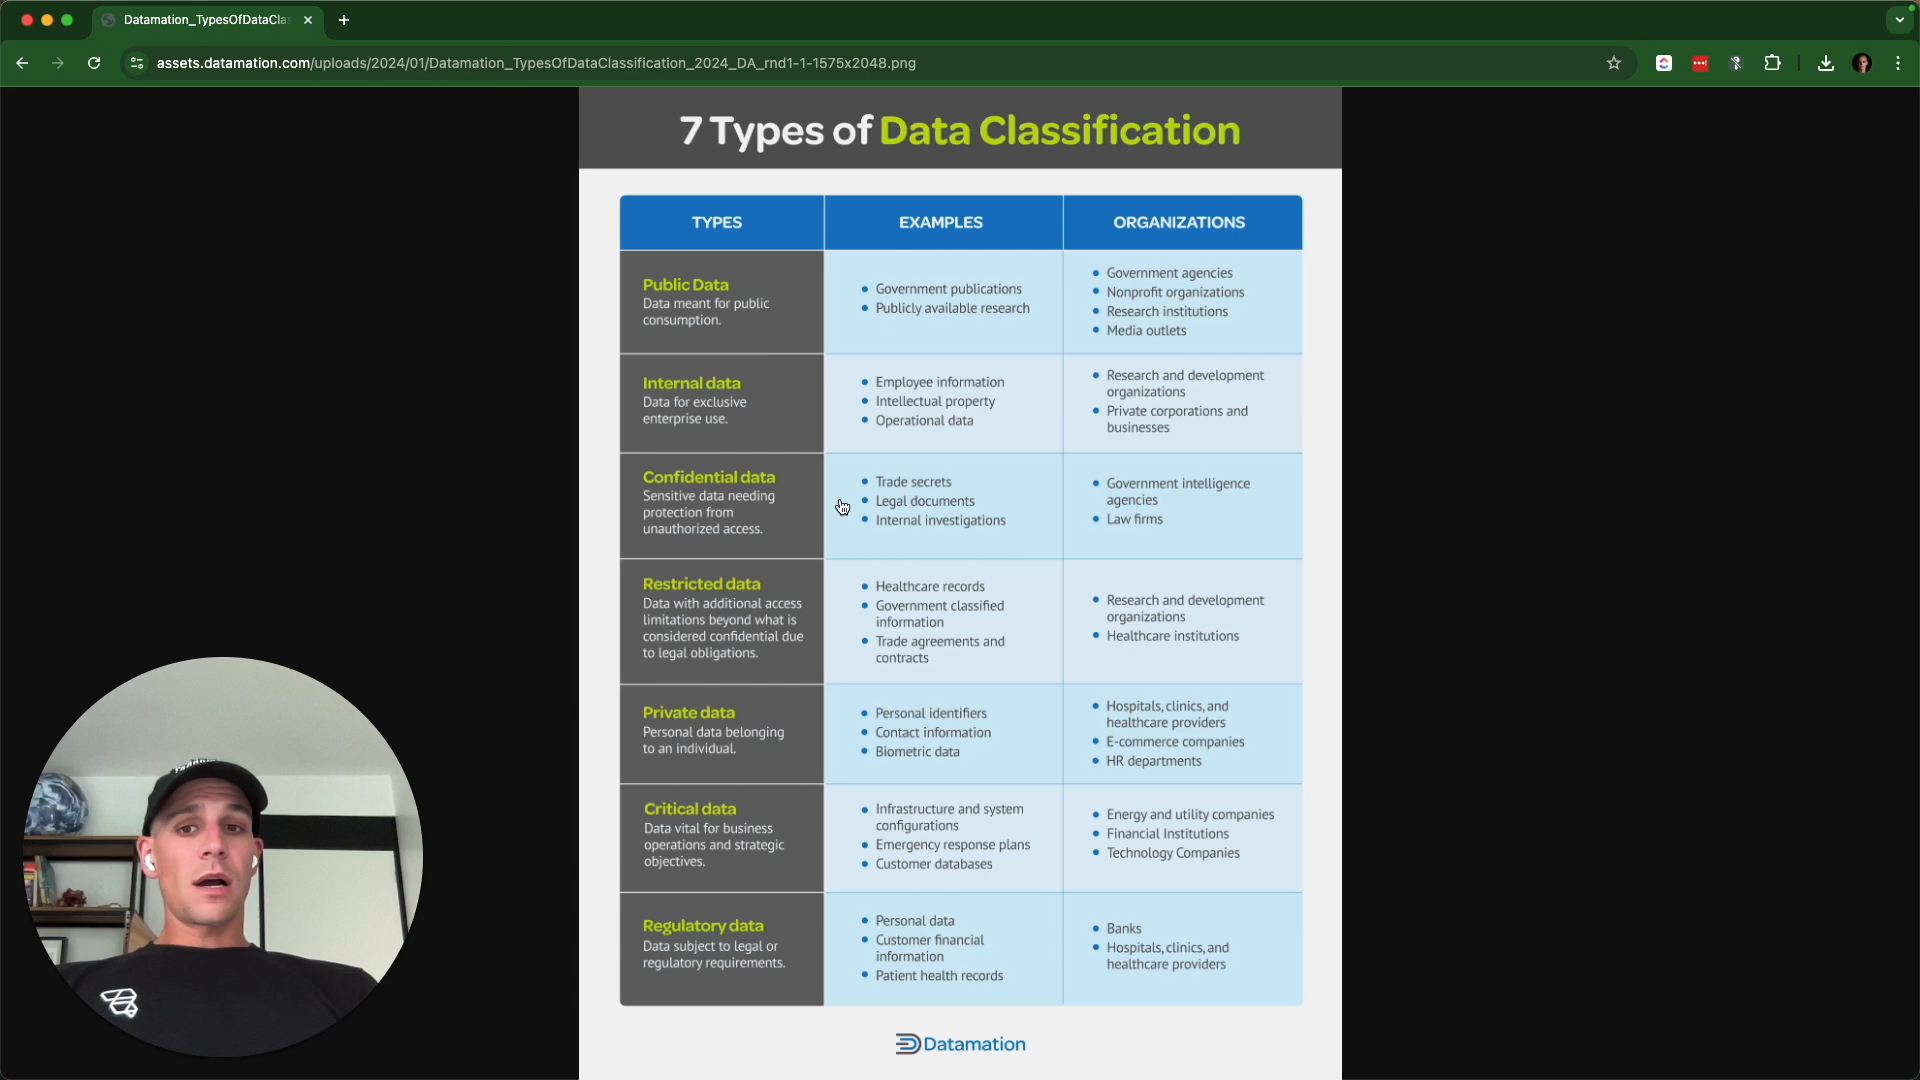 Datamation_TypesOfDataCla
assets.datamation.com/uploads/2024/01/Datamation_TypesOfDataClassification_2024_DA_rnd1-1-1575x2048.png
7 Types of Data Classification
TYPES
EXAMPLES
ORGANIZATIONS
Public Data
Data meant for public
consumption.
Government publications
Publicly available research
Government agencies
Nonprofit organizations
Research institutions
Media outlets
Internal data
Data for exclusive
enterprise use.
Employee information
Intellectual property
Operational data
Research and development
organizations
Private corporations and
businesses
Confidential data
Sensitive data needing
protection from
unauthorized access.
Trade secrets
Legal documents
Internal investigations
Government intelligence
agencies
Law firms
Restricted data
Data with additional access
limitations beyond what is
considered confidential due
to legal obligations.
Healthcare records
Government classified
information
Trade agreements and
contracts
Research and development
organizations
Healthcare institutions
Private data
Personal data belonging
to an individual.
Personal identifiers
Contact information
Biometric data
Hospitals, clinics, and
healthcare providers
E-commerce companies
HR departments
Critical data
Data vital for business
operations and strategic
objectives.
Infrastructure and system
configurations
Emergency response plans
Customer databases
Energy and utility companies
Financial Institutions
Technology Companies
Regulatory data
Data subject to legal or
regulatory requirements.
Personal data
Customer financial
information
Patient health records
Banks
Hospitals, clinics, and
healthcare providers
Datamation